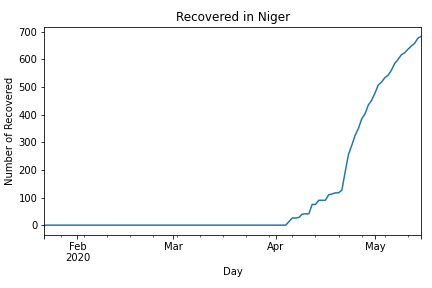 Recovered in Niger
Number of Recovered
700
600
500
400
300
200
100
0
Feb
2020
Mar
Apr
May
Day